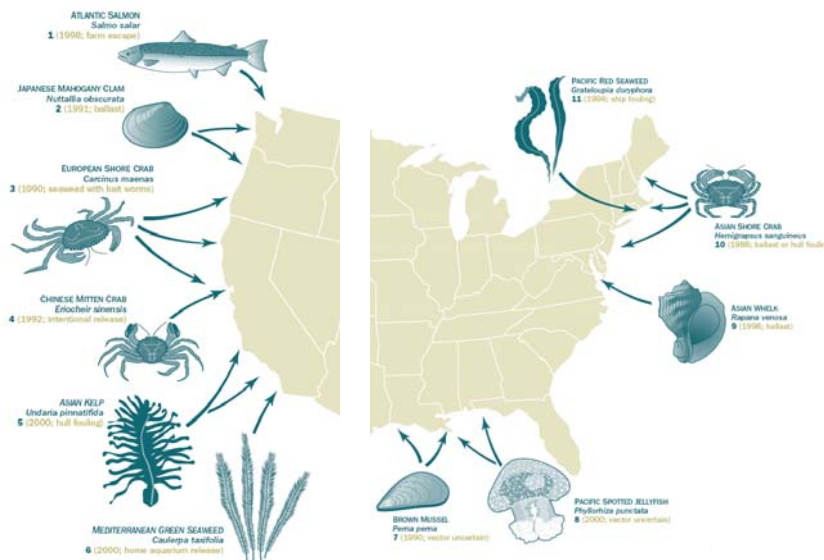 ATLANTIC SALMON
Salmo salar
1 (1998; farm escape)
JAPANESE MAHOGANY CLAM
Nuttallia obscurata
2 (1991; ballast)
EUROPEAN SHORE CRAB
Carcinus maenas
3 (1990; seaweed with bait worms)
CHINESE MITTEN CRAB
Eriocheir sinensis
4 (1992; intentional release)
ASIAN KELP
Undaria pinnatifida
5 (2000; hull fouling)
MEDITERRANEAN GREEN SEAWEED
Caulerpa taxifolia
6 (2000; home aquarium release)
BROWN MUSSEL
Perna perna
7 (1990; vector uncertain)
PACIFIC SPOTTED JELLYFISH
Phyllorhiza punctata
8 (2000; vector uncertain)
ASIAN WHELK
Rapana venosa
9 (1998; ballast)
ASIAN SHORE CRAB
Hemigrapsus sanguineus
10 (1988; ballast or hull foulin
PACIFIC RED SEAWEED
Grateloupia doryphora
11 (1996; ship fouling)